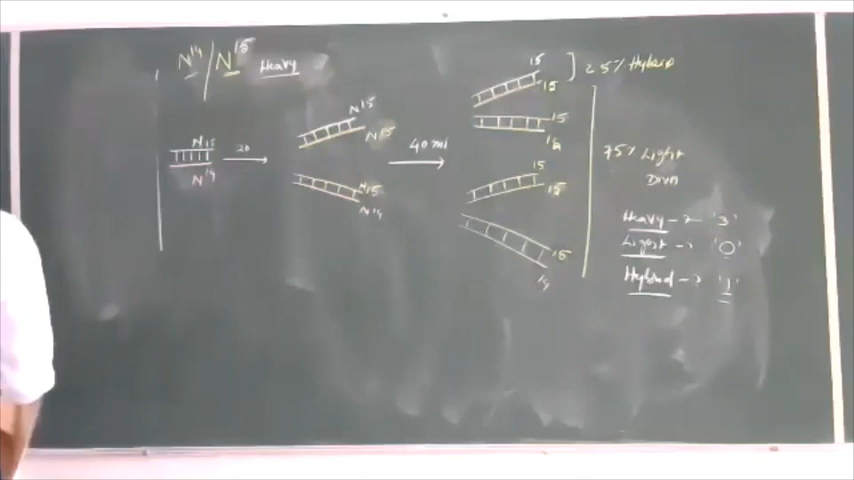 N14/N15 Heavy
N15
N14
20
N15
N15
N15
N14
40 ml
15
15
15
14
15
15
15
14
25% Hybrid
75% Light
DNA
Heavy → '3'
Light → '0'
Hybrid → '1'